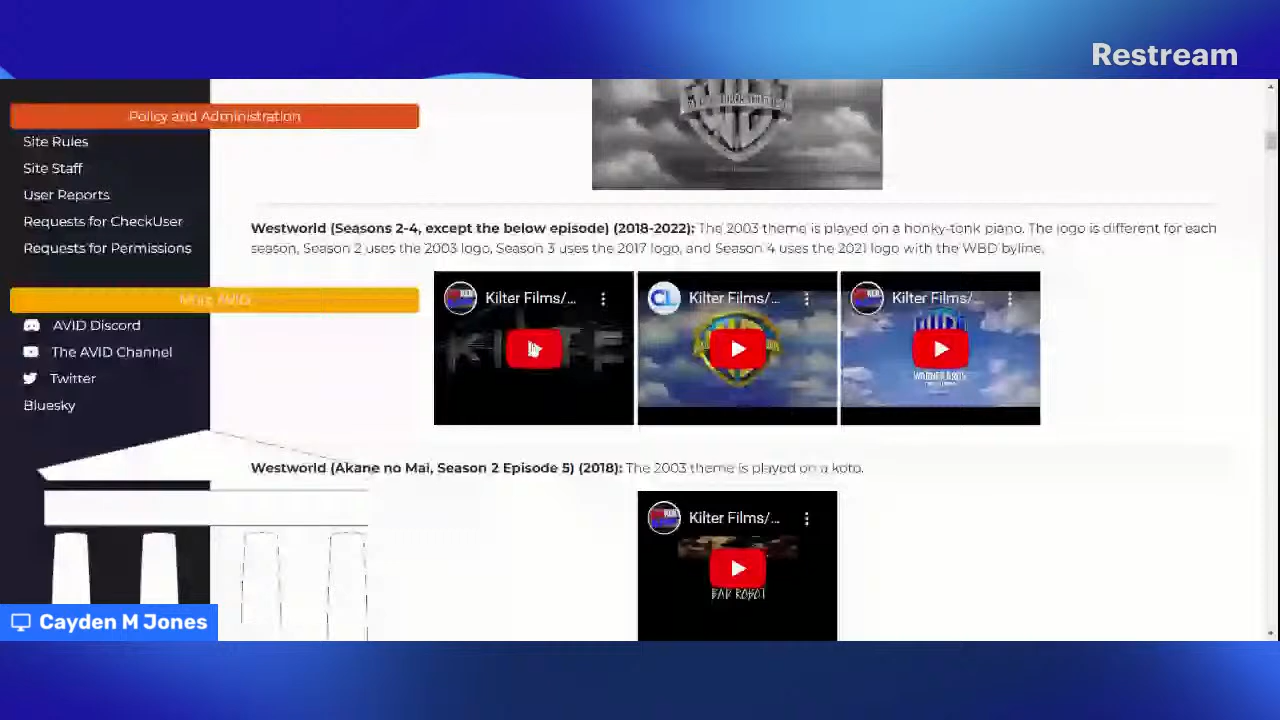 Restream
Policy and Administration
Site Rules
Site Staff
User Reports
Requests for CheckUser
Requests for Permissions
More AVID
AVID Discord
The AVID Channel
Twitter
Bluesky
Westworld (Seasons 2-4, except the below episode) (2018-2022): The 2003 theme is played on a honky-tonk piano. The logo is different for each
season, Season 2 uses the 2003 logo, Season 3 uses the 2017 logo, and Season 4 uses the 2021 logo with the WBD byline.
Kilter Films/...
Kilter Films/...
Kilter Films/
WARNER BROS
Westworld (Akane no Mai, Season 2 Episode 5) (2018): The 2003 theme is played on a koto.
Kilter Films/...
BAD ROBOT
Cayden M Jones